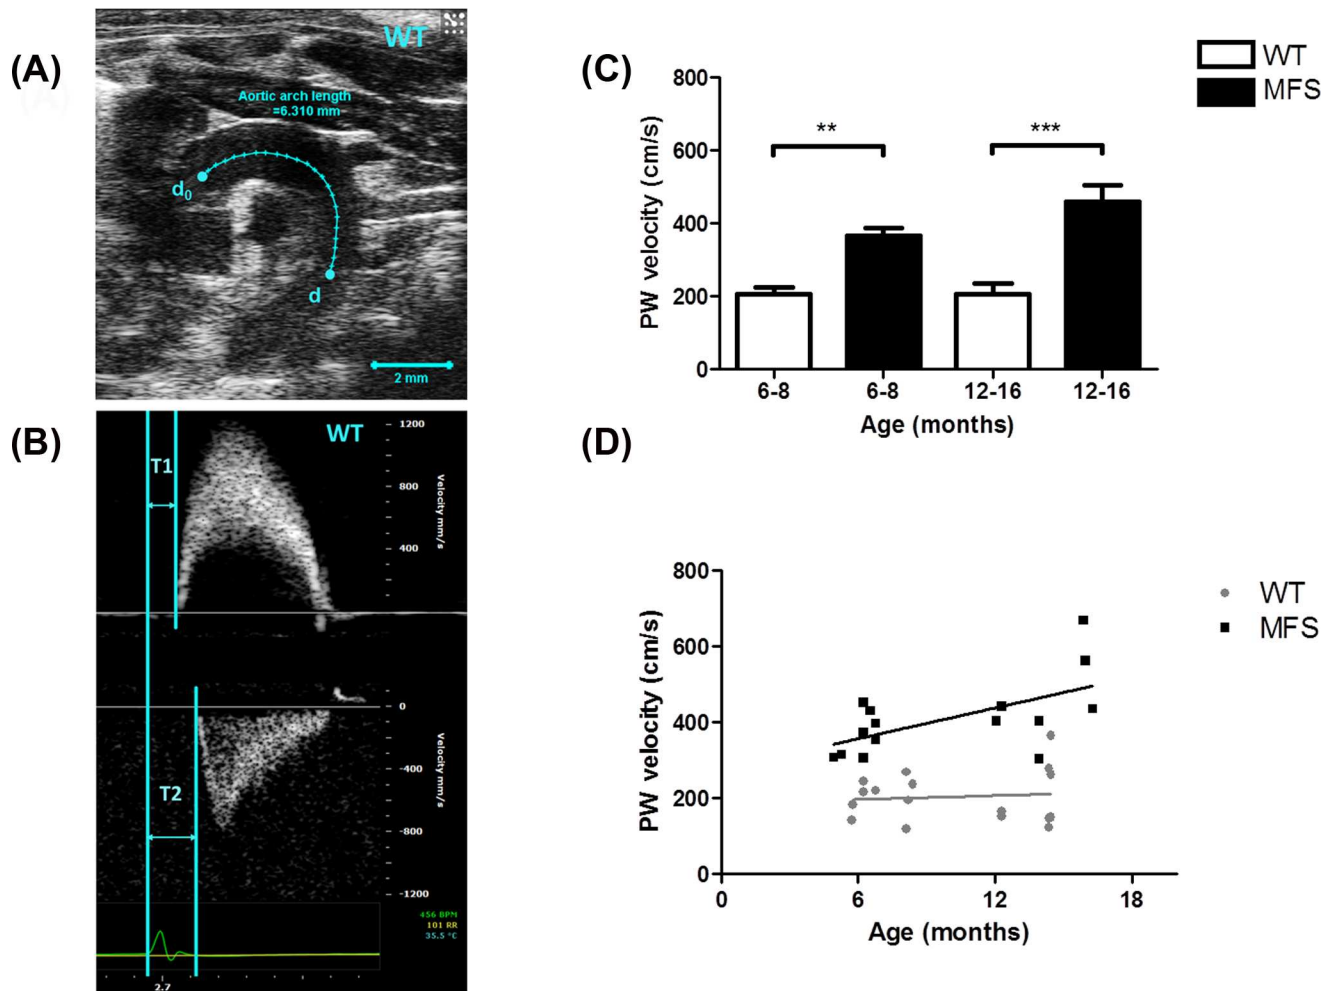 (A)
WT
Aortic arch length
=6.310 mm
d0
d
2 mm
(B)
WT
T1
1200
800
400
Velocity mm/s
T2
0
-400
-800
-1200
Velocity mm/s
456 BPM
101 RR
35.5 °C
2.7
(C)
WT
MFS
PW velocity (cm/s)
800
600
400
200
0
**
***
6-8
6-8
12-16
12-16
Age (months)
(D)
WT
MFS
PW velocity (cm/s)
800
600
400
200
0
0
6
12
18
Age (months)